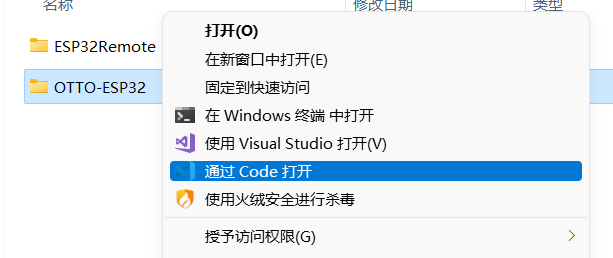 名称 修改日期 类型
ESP32Remote
OTTO-ESP32
打开(O)
在新窗口中打开(E)
固定到快速访问
在 Windows 终端 中打开
使用 Visual Studio 打开(V)
通过 Code 打开
使用火绒安全进行杀毒
授予访问权限(G)